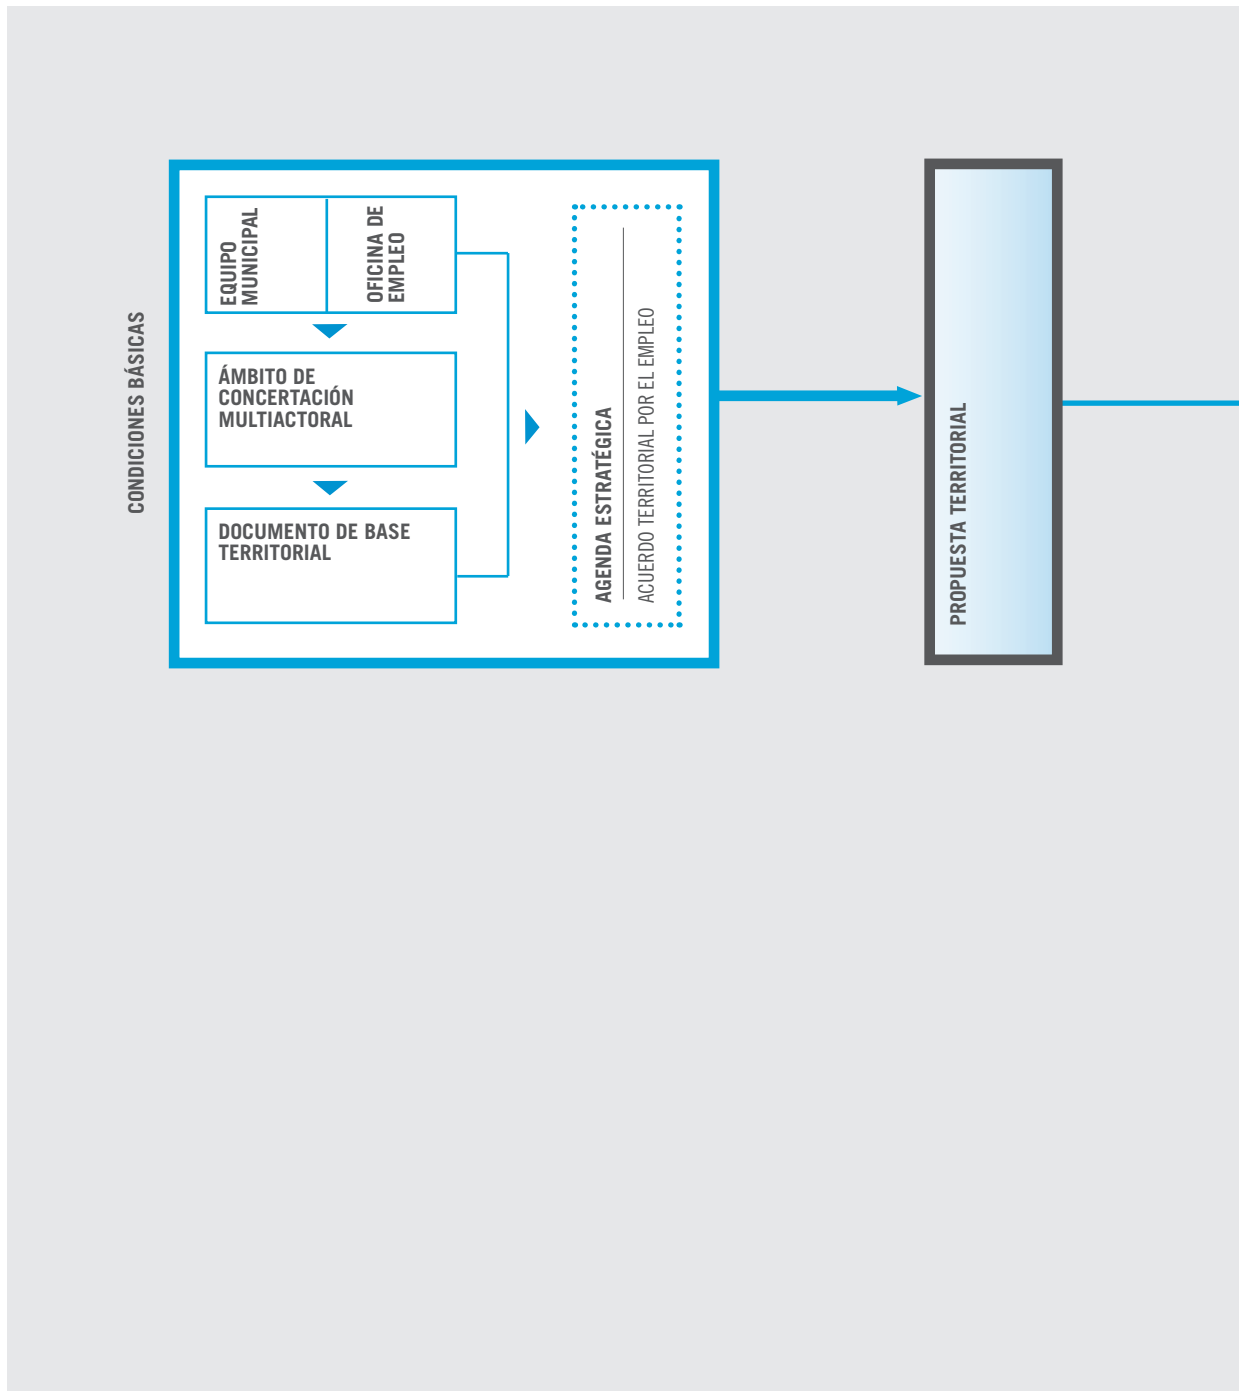 CONDICIONES BÁSICAS
EQUIPO
MUNICIPAL
OFICINA DE
EMPLEO
ÁMBITO DE
CONCERTACIÓN
MULTIACTORAL
DOCUMENTO DE BASE
TERRITORIAL
AGENDA ESTRATÉGICA
ACUERDO TERRITORIAL POR EL EMPLEO
PROPUESTA TERRITORIAL